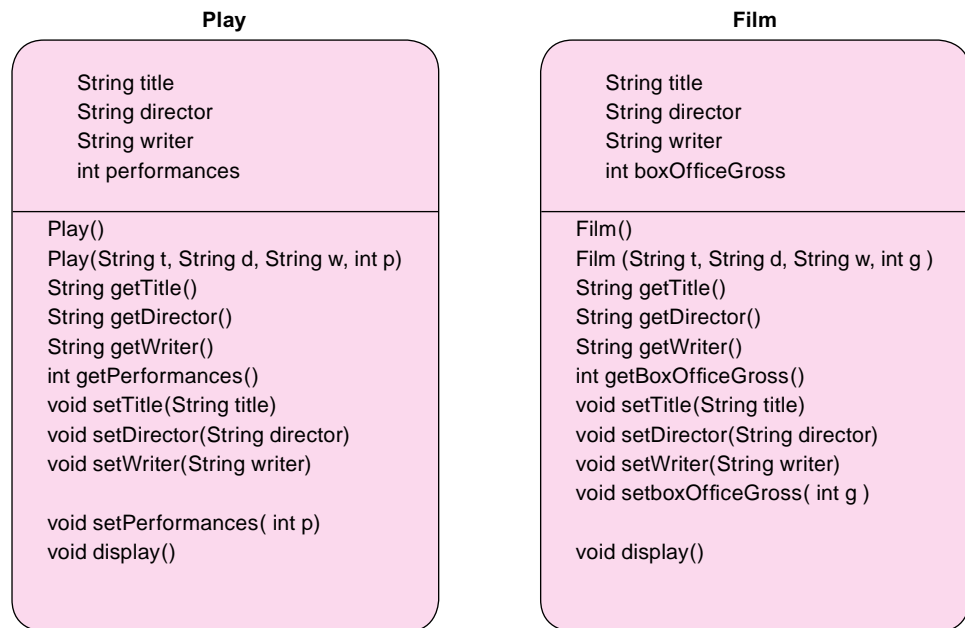 Play
String title
String director
String writer
int performances
Play()
Play(String t, String d, String w, int p)
String getTitle()
String getDirector()
String getWriter()
int getPerformances()
void setTitle(String title)
void setDirector(String director)
void setWriter(String writer)
void setPerformances( int p)
void display()
Film
String title
String director
String writer
int boxOfficeGross
Film()
Film (String t, String d, String w, int g )
String getTitle()
String getDirector()
String getWriter()
int getBoxOfficeGross()
void setTitle(String title)
void setDirector(String director)
void setWriter(String writer)
void setboxOfficeGross( int g )
void display()